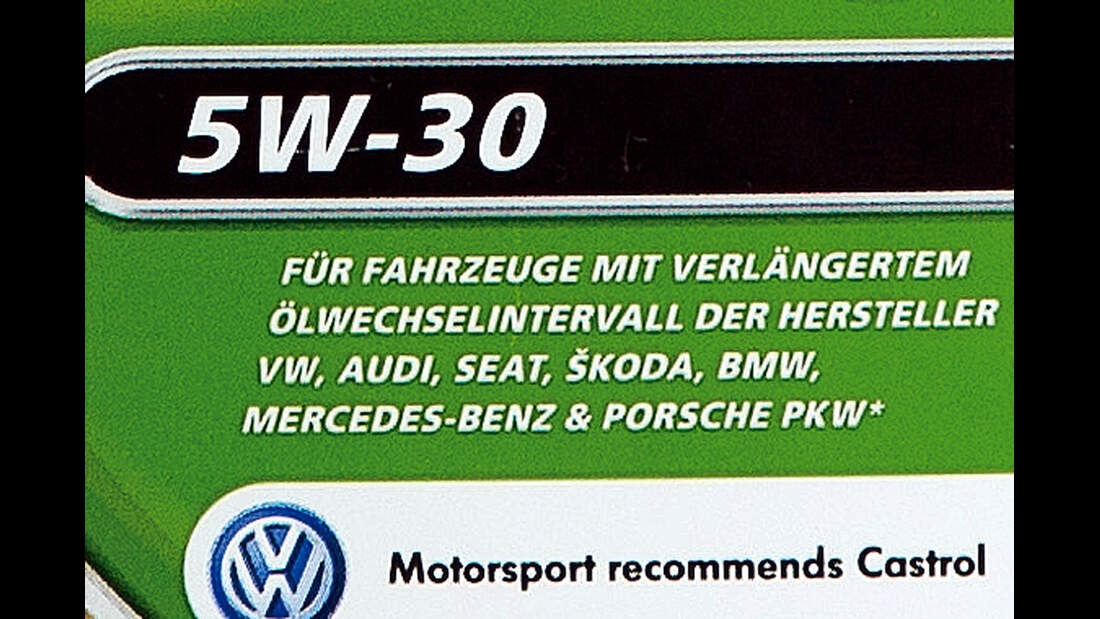 5W-30
FÜR FAHRZEUGE MIT VERLÄNGERTEM
ÖLWECHSELINTERVALL DER HERSTELLER
VW, AUDI, SEAT, ŠKODA, BMW,
MERCEDES-BENZ & PORSCHE PKW*
Motorsport recommends Castrol